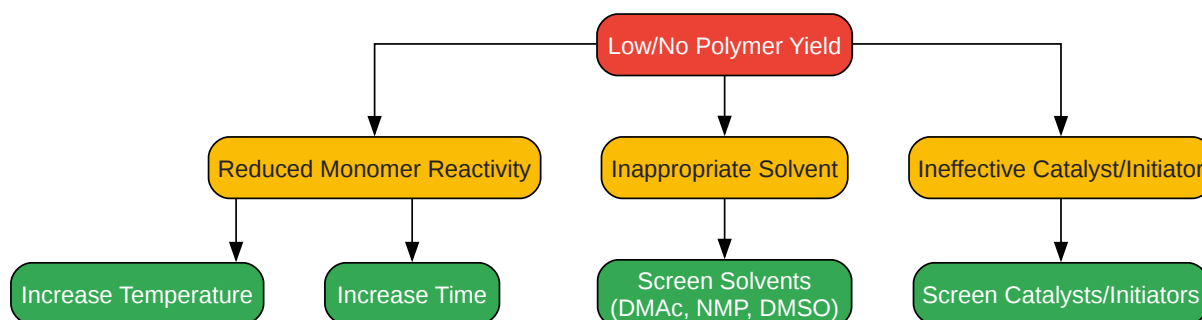 Low/No Polymer Yield
Reduced Monomer Reactivity
Inappropriate Solvent
Ineffective Catalyst/Initiator
Increase Temperature
Increase Time
Screen Solvents
(DMAc, NMP, DMSO)
Screen Catalysts/Initiators